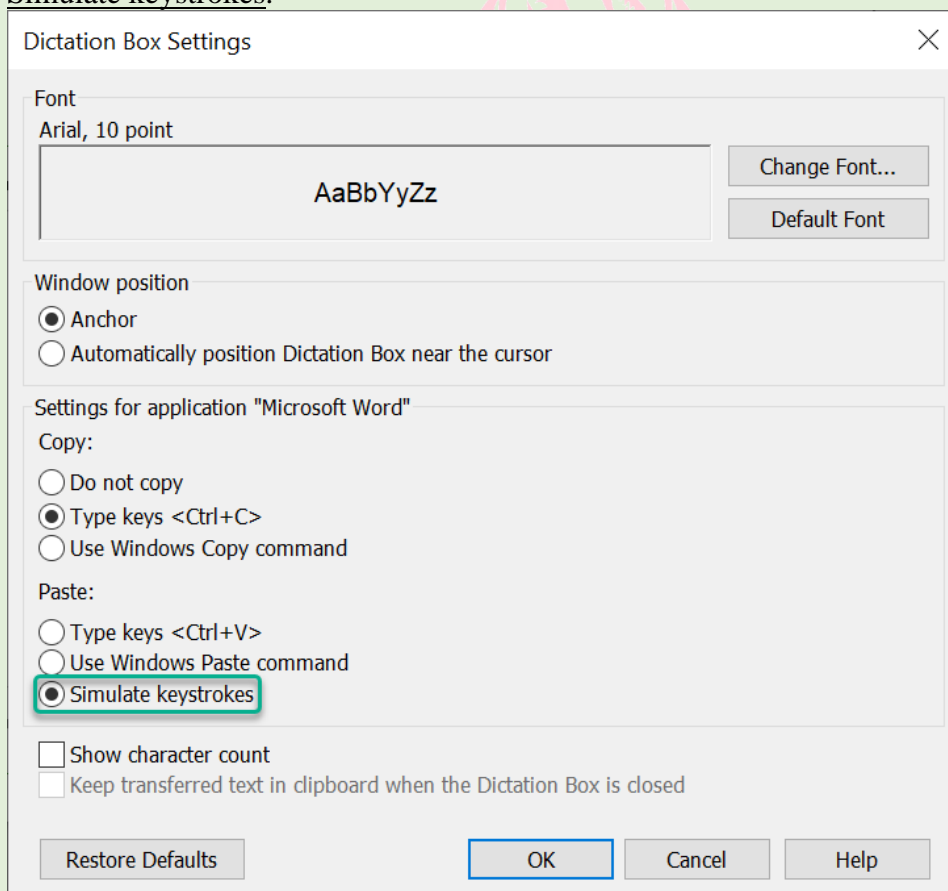 Simulate keystrokes.
Dictation Box Settings
Font
Arial, 10 point
AaBbYyZz
Change Font...
Default Font
Window position
Anchor
Automatically position Dictation Box near the cursor
Settings for application "Microsoft Word"
Copy:
Do not copy
Type keys <Ctrl+C>
Use Windows Copy command
Paste:
Type keys <Ctrl+V>
Use Windows Paste command
Simulate keystrokes
Show character count
Keep transferred text in clipboard when the Dictation Box is closed
Restore Defaults
OK
Cancel
Help